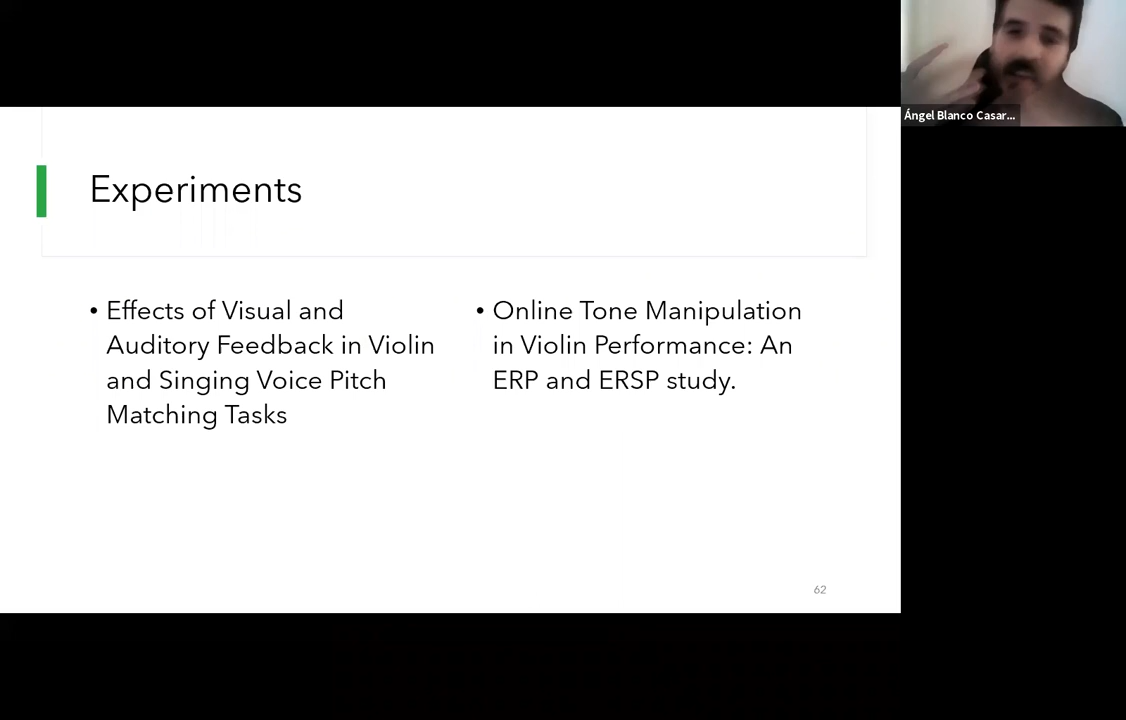 Ángel Blanco Casar...
Experiments
• Effects of Visual and
Auditory Feedback in Violin
and Singing Voice Pitch
Matching Tasks
• Online Tone Manipulation
in Violin Performance: An
ERP and ERSP study.
62